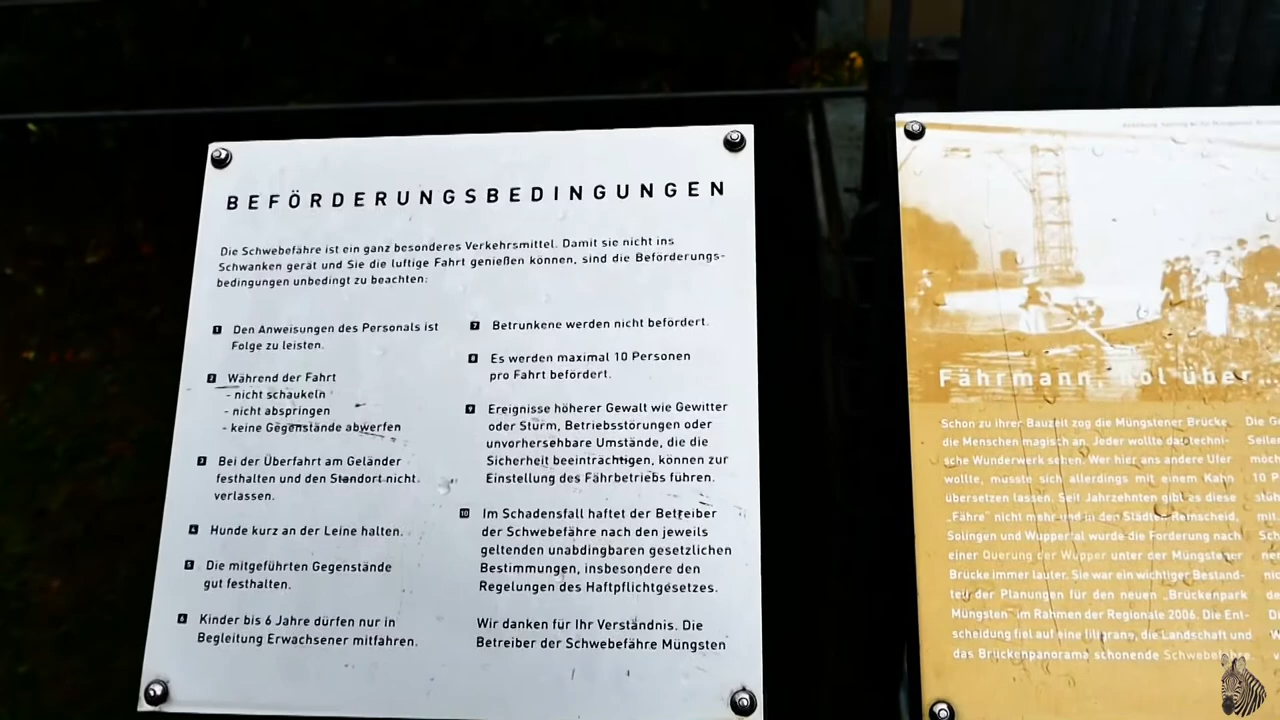 BEFÖRDERUNGSBEDINGUNGEN
Die Schwebefähre ist ein ganz besonderes Verkehrsmittel. Damit sie nicht ins
Schwanken gerät und Sie die luftige Fahrt genießen können, sind die Beförderungs-
bedingungen unbedingt zu beachten:
1 Den Anweisungen des Personals ist
Folge zu leisten.
2 Während der Fahrt
- nicht schaukeln
- nicht abspringen
- keine Gegenstände abwerfen
3 Bei der Überfahrt am Geländer
festhalten und den Standort nicht
verlassen.
4 Hunde kurz an der Leine halten.
5 Die mitgeführten Gegenstände
gut festhalten.
6 Kinder bis 6 Jahre dürfen nur in
Begleitung Erwachsener mitfahren.
7 Betrunkene werden nicht befördert.
8 Es werden maximal 10 Personen
pro Fahrt befördert.
9 Ereignisse höherer Gewalt wie Gewitter
oder Sturm, Betriebsstörungen oder
unvorhersehbare Umstände, die die
Sicherheit beeinträchtigen, können zur
Einstellung des Fährbetriebs führen.
10 Im Schadensfall haftet der Betreiber
der Schwebefähre nach den jeweils
geltenden unabdingbaren gesetzlichen
Bestimmungen, insbesondere den
Regelungen des Haftpflichtgesetzes.
Wir danken für Ihr Verständnis. Die
Betreiber der Schwebefähre Müngsten
Fährmann, hol über...
Schon zu ihrer Bauzeit zog die Müngstener Brücke
die Menschen magisch an. Jeder wollte das techni-
sche Wunderwerk sehen. Wer hier ans andere Ufer
wollte, musste sich allerdings mit einem Kahn
übersetzen lassen. Seit Jahrzehnten gibt es diese
„Fähre" nicht mehr und in den Städten Remscheid,
Solingen und Wuppertal wurde die Forderung nach
einer Querung der Wupper unter der Müngstener
Brücke immer lauter. Sie war ein wichtiger Bestand-
teil der Planungen für den neuen „Brückenpark
Müngsten" im Rahmen der Regionale 2006. Die Ent-
scheidung fiel auf eine filigrane, die Landschaft und
das Brückenpanorama schonende Schwebefähre.